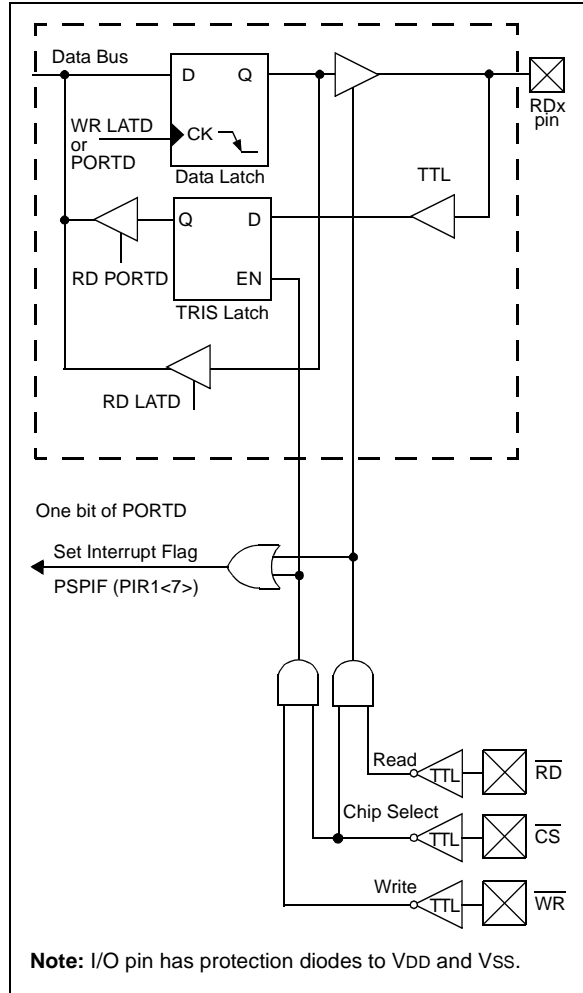 Data Bus
D
Q
RDx
pin
WR LATD
or
PORTD
CK
Data Latch
TTL
Q
D
RD PORTD
EN
TRIS Latch
RD LATD
One bit of PORTD
Set Interrupt Flag
PSPIF (PIR1<7>)
Read
TTL
RD
Chip Select
TTL
CS
Write
TTL
WR
Note: I/O pin has protection diodes to VDD and VSS.